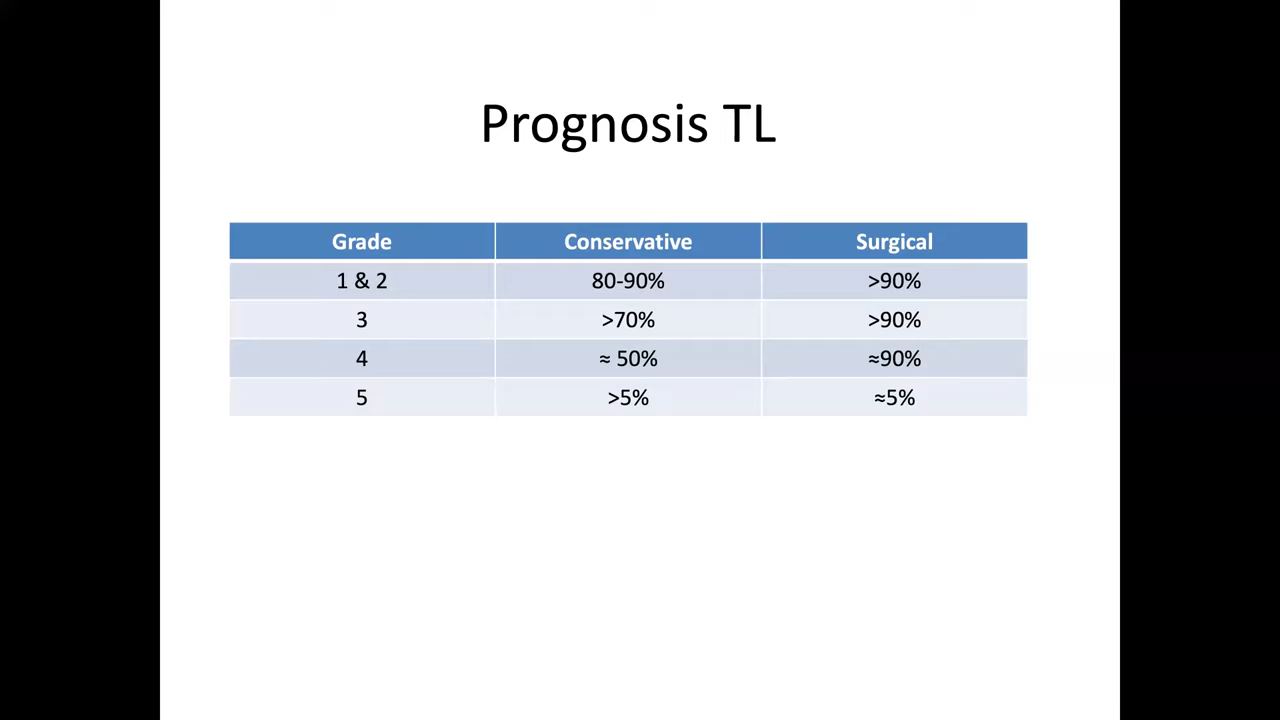 Prognosis TL
Grade Conservative Surgical
1 & 2 80-90% >90%
3 >70% >90%
4 ≈ 50% ≈90%
5 >5% ≈5%